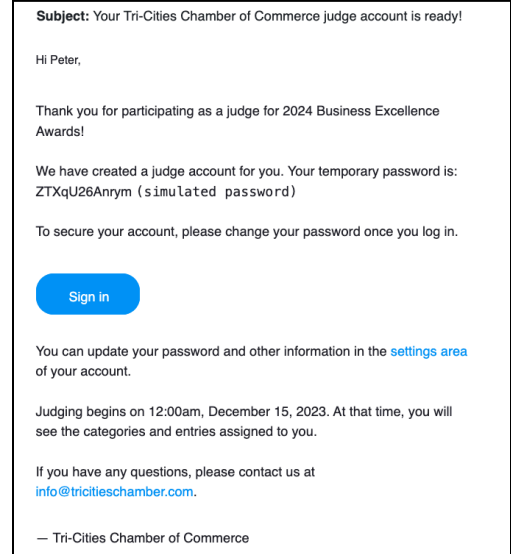 Subject: Your Tri-Cities Chamber of Commerce judge account is ready!
Hi Peter,
Thank you for participating as a judge for 2024 Business Excellence
Awards!
We have created a judge account for you. Your temporary password is:
ZTXqU26Anrym (simulated password)
To secure your account, please change your password once you log in.
Sign in
You can update your password and other information in the settings area
of your account.
Judging begins on 12:00am, December 15, 2023. At that time, you will
see the categories and entries assigned to you.
If you have any questions, please contact us at
info@tricitieschamber.com.
— Tri-Cities Chamber of Commerce